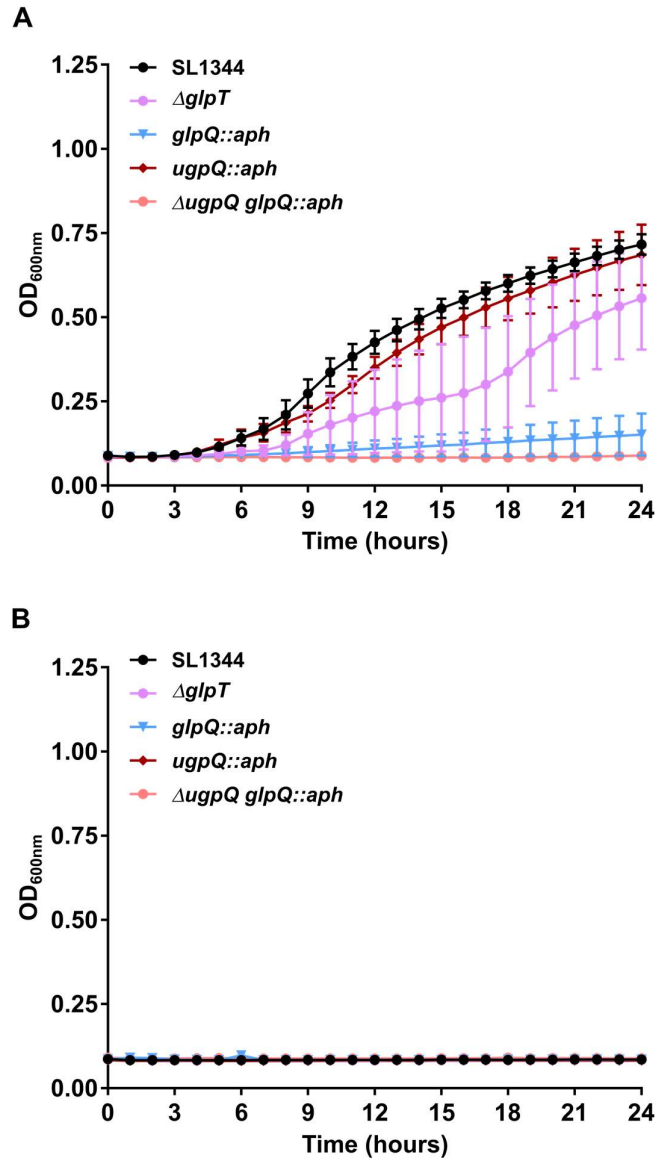 A
1.25
1.00
0.75
0.50
0.25
0.00
OD600nm
SL1344
ΔglpT
glpQ::aph
ugpQ::aph
ΔugpQ glpQ::aph
0 3 6 9 12 15 18 21 24
Time (hours)
B
1.25
1.00
0.75
0.50
0.25
0.00
OD600nm
SL1344
ΔglpT
glpQ::aph
ugpQ::aph
ΔugpQ glpQ::aph
0 3 6 9 12 15 18 21 24
Time (hours)